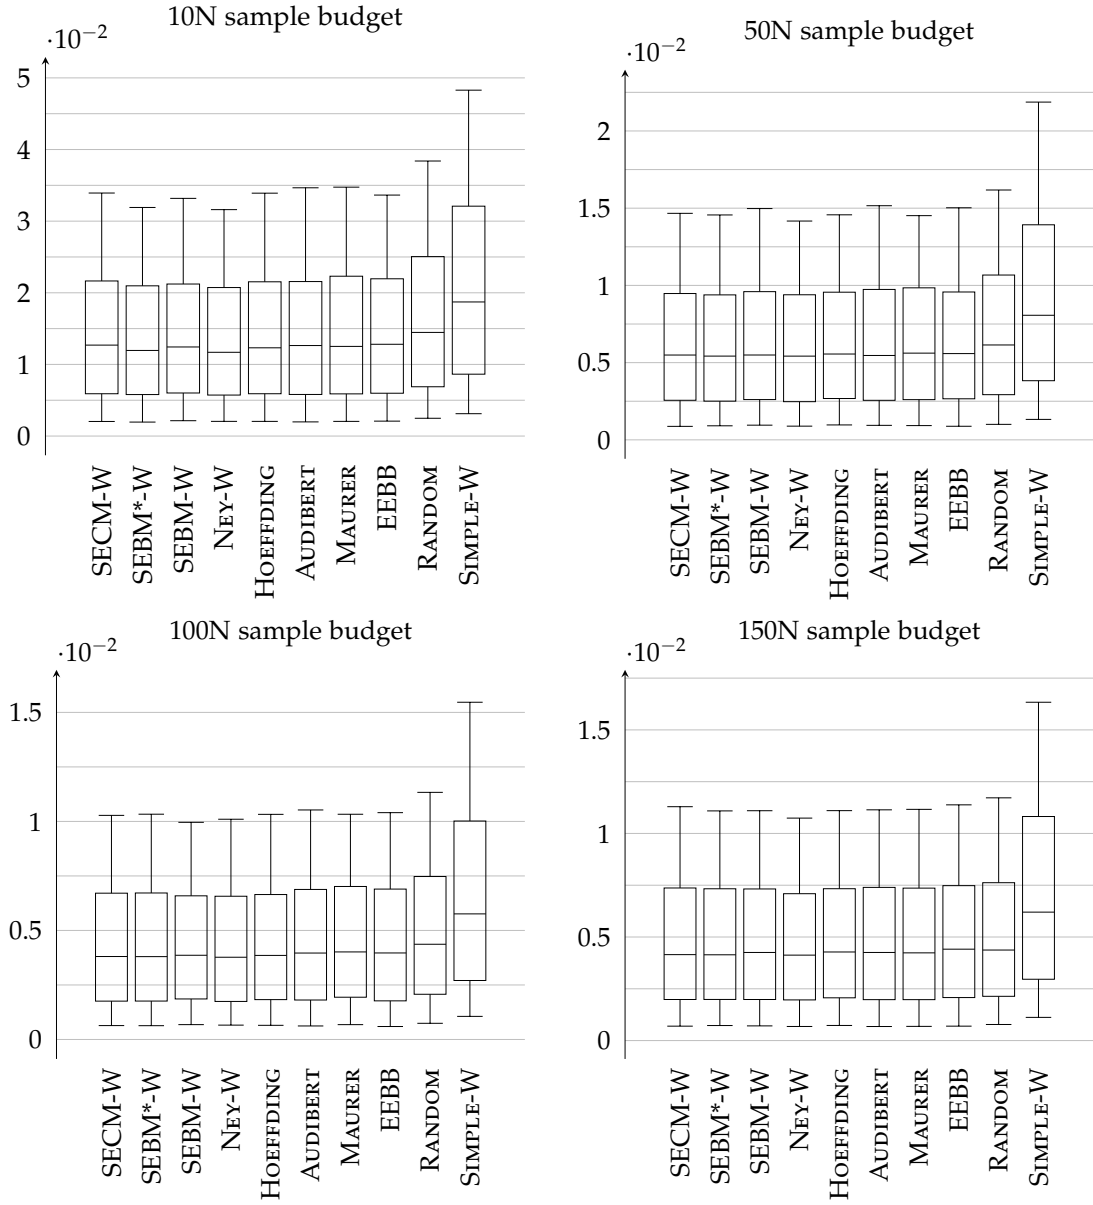 10N sample budget
·10−2
5
4
3
2
1
0
SECM-W
SEBM*-W
SEBM-W
NEY-W
HOEFFDING
AUDIBERT
MAURER
EEBB
RANDOM
SIMPLE-W
50N sample budget
·10−2
2
1.5
1
0.5
0
SECM-W
SEBM*-W
SEBM-W
NEY-W
HOEFFDING
AUDIBERT
MAURER
EEBB
RANDOM
SIMPLE-W
100N sample budget
·10−2
1.5
1
0.5
0
SECM-W
SEBM*-W
SEBM-W
NEY-W
HOEFFDING
AUDIBERT
MAURER
EEBB
RANDOM
SIMPLE-W
150N sample budget
·10−2
1.5
1
0.5
0
SECM-W
SEBM*-W
SEBM-W
NEY-W
HOEFFDING
AUDIBERT
MAURER
EEBB
RANDOM
SIMPLE-W